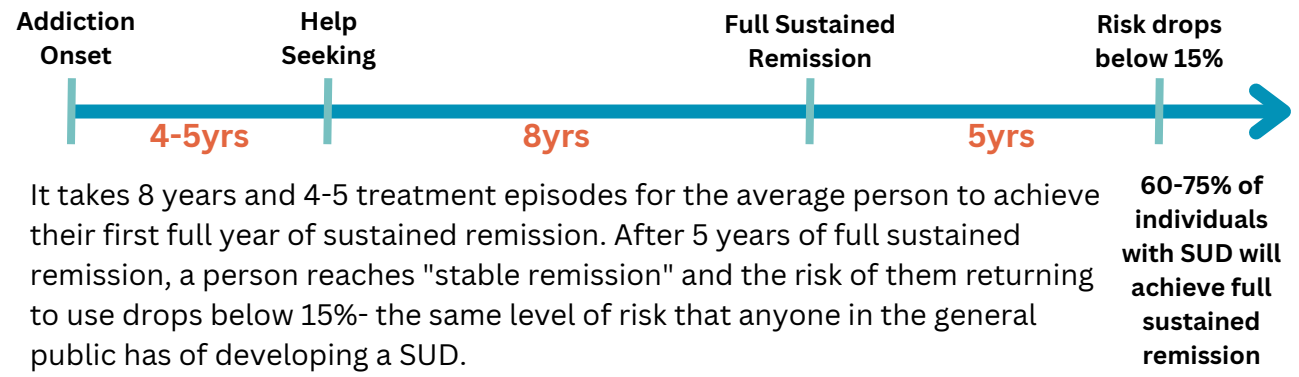 Addiction
Onset
Help
Seeking
Full Sustained
Remission
Risk drops
below 15%
4-5yrs
8yrs
5yrs
It takes 8 years and 4-5 treatment episodes for the average person to achieve
their first full year of sustained remission. After 5 years of full sustained
remission, a person reaches "stable remission" and the risk of them returning
to use drops below 15%- the same level of risk that anyone in the general
public has of developing a SUD.
60-75% of
individuals
with SUD will
achieve full
sustained
remission